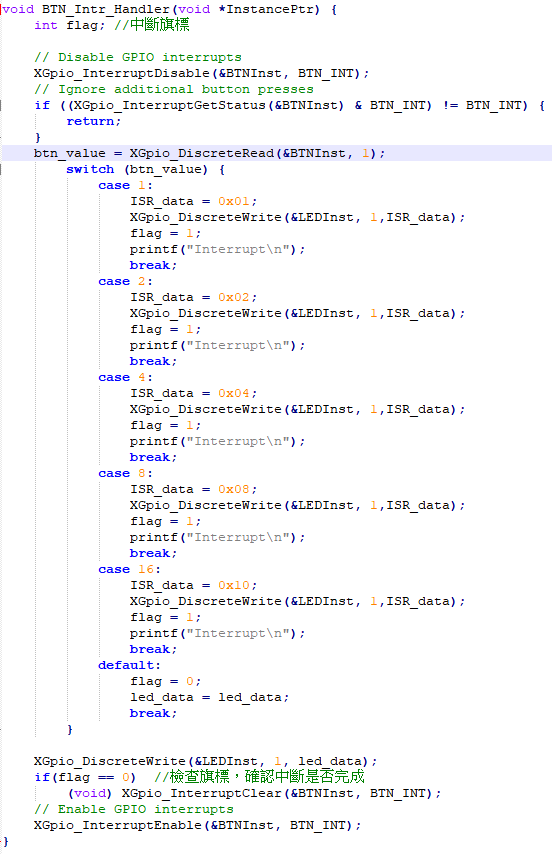 void BTN_Intr_Handler(void *InstancePtr) {
    int flag; //中斷旗標

    // Disable GPIO interrupts
    XGpio_InterruptDisable(&BTNInst, BTN_INT);
    // Ignore additional button presses
    if ((XGpio_InterruptGetStatus(&BTNInst) & BTN_INT) != BTN_INT) {
        return;
    }
    btn_value = XGpio_DiscreteRead(&BTNInst, 1);
        switch (btn_value) {
            case 1:
                ISR_data = 0x01;
                XGpio_DiscreteWrite(&LEDInst, 1,ISR_data);
                flag = 1;
                printf("Interrupt\n");
                break;
            case 2:
                ISR_data = 0x02;
                XGpio_DiscreteWrite(&LEDInst, 1,ISR_data);
                flag = 1;
                printf("Interrupt\n");
                break;
            case 4:
                ISR_data = 0x04;
                XGpio_DiscreteWrite(&LEDInst, 1,ISR_data);
                flag = 1;
                printf("Interrupt\n");
                break;
            case 8:
                ISR_data = 0x08;
                XGpio_DiscreteWrite(&LEDInst, 1,ISR_data);
                flag = 1;
                printf("Interrupt\n");
                break;
            case 16:
                ISR_data = 0x10;
                XGpio_DiscreteWrite(&LEDInst, 1,ISR_data);
                flag = 1;
                printf("Interrupt\n");
                break;
            default:
                flag = 0;
                led_data = led_data;
                break;
        }

    XGpio_DiscreteWrite(&LEDInst, 1, led_data);
    if(flag == 0)  //檢查旗標，確認中斷是否完成
        (void) XGpio_InterruptClear(&BTNInst, BTN_INT);
    // Enable GPIO interrupts
    XGpio_InterruptEnable(&BTNInst, BTN_INT);
}